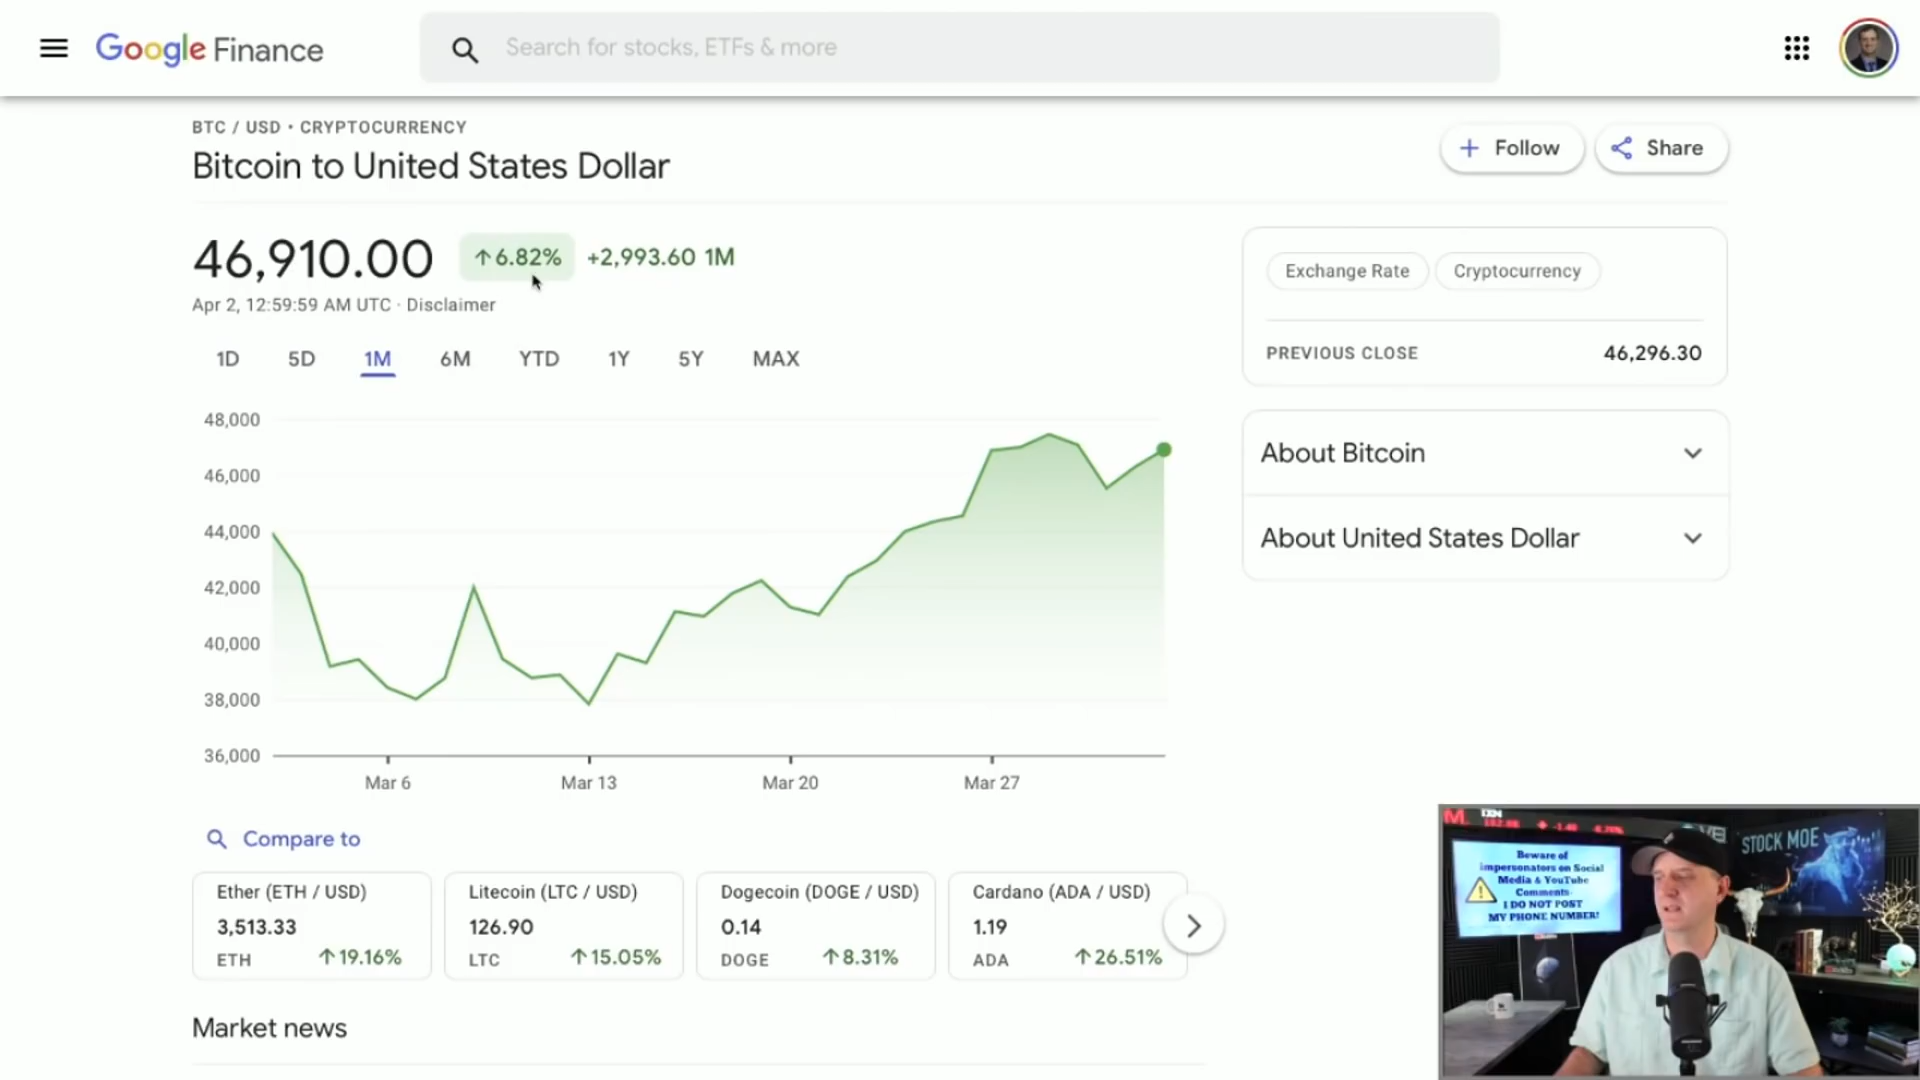 Google Finance
Search for stocks, ETFs & more
BTC / USD • CRYPTOCURRENCY
Bitcoin to United States Dollar
Follow
Share
46,910.00
↑6.82%
+2,993.60 1M
Apr 2, 12:59:59 AM UTC · Disclaimer
1D
5D
1M
6M
YTD
1Y
5Y
MAX
Exchange Rate
Cryptocurrency
PREVIOUS CLOSE
46,296.30
About Bitcoin
About United States Dollar
48,000
46,000
44,000
42,000
40,000
38,000
36,000
Mar 6
Mar 13
Mar 20
Mar 27
Compare to
Ether (ETH / USD)
3,513.33
ETH
↑19.16%
Litecoin (LTC / USD)
126.90
LTC
↑15.05%
Dogecoin (DOGE / USD)
0.14
DOGE
↑8.31%
Cardano (ADA / USD)
1.19
ADA
↑26.51%
Market news
STOCK MOE
Beware of
impersonators on Social
Media & YouTube
Comments-
I DO NOT POST
MY PHONE NUMBER!